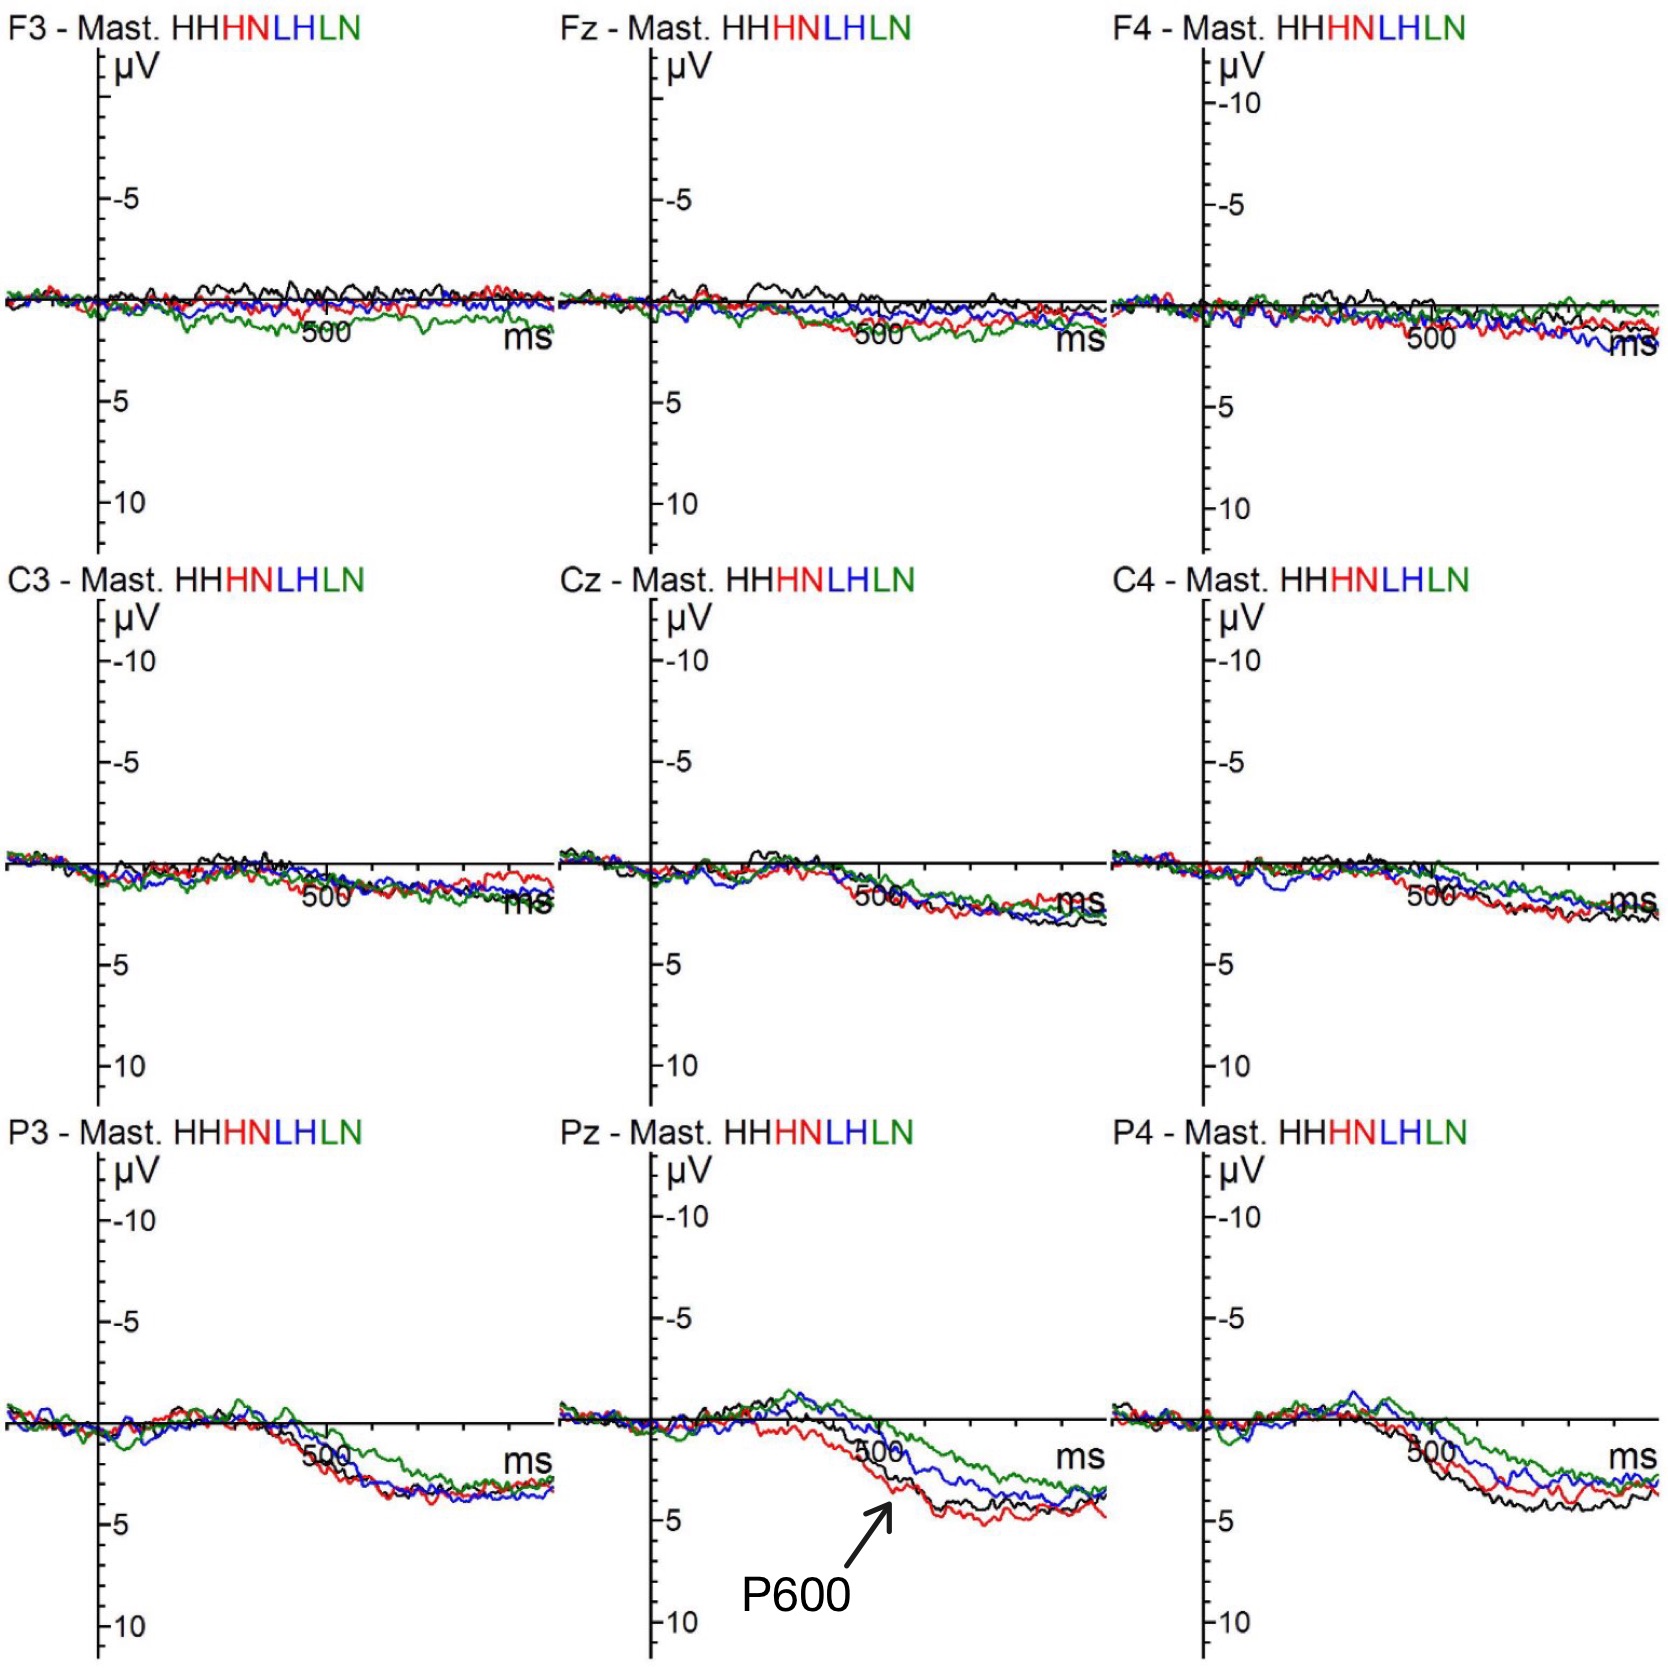 F3 - Mast. HHHNLHLN
Fz - Mast. HHHNLHLN
F4 - Mast. HHHNLHLN
µV
µV
µV
-10
-5
-5
-5
500
ms
500
ms
500
ms
5
5
5
10
10
10
C3 - Mast. HHHNLHLN
Cz - Mast. HHHNLHLN
C4 - Mast. HHHNLHLN
µV
µV
µV
-10
-10
-10
-5
-5
-5
500
ms
500
ms
500
ms
5
5
5
10
10
10
P3 - Mast. HHHNLHLN
Pz - Mast. HHHNLHLN
P4 - Mast. HHHNLHLN
µV
µV
µV
-10
-10
-10
-5
-5
-5
500
ms
500
ms
500
ms
5
5
5
P600
10
10
10